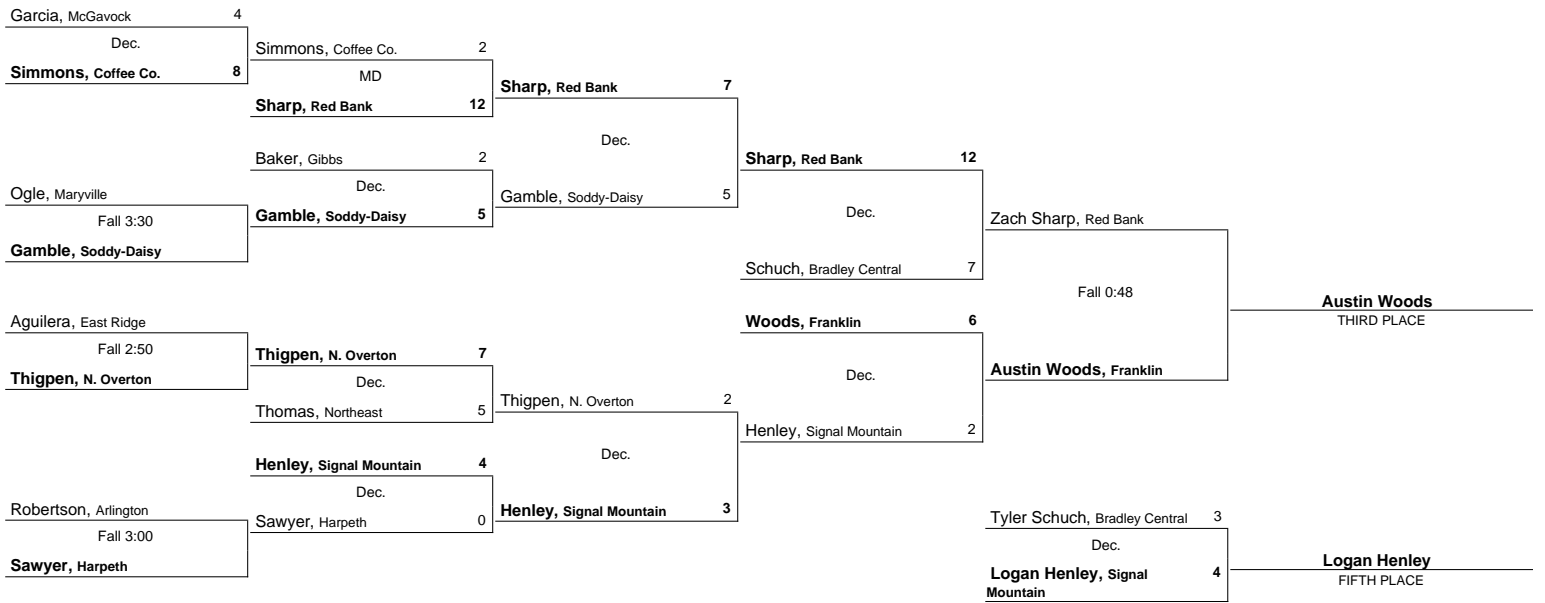 Garcia, McGavock 4
Dec.
Simmons, Coffee Co. 8
Ogle, Maryville
Fall 3:30
Gamble, Soddy-Daisy
Aguilera, East Ridge
Fall 2:50
Thigpen, N. Overton
Robertson, Arlington
Fall 3:00
Sawyer, Harpeth
Simmons, Coffee Co. 2
MD
Sharp, Red Bank 12
Baker, Gibbs 2
Dec.
Gamble, Soddy-Daisy 5
Thigpen, N. Overton 7
Dec.
Thomas, Northeast 5
Henley, Signal Mountain 4
Dec.
Sawyer, Harpeth 0
Sharp, Red Bank 7
Dec.
Gamble, Soddy-Daisy 5
Thigpen, N. Overton 2
Dec.
Henley, Signal Mountain 3
Sharp, Red Bank 12
Dec.
Schuch, Bradley Central 7
Woods, Franklin 6
Dec.
Henley, Signal Mountain 2
Zach Sharp, Red Bank
Fall 0:48
Austin Woods, Franklin
Austin Woods
THIRD PLACE
Tyler Schuch, Bradley Central 3
Dec.
Logan Henley, Signal 4
Mountain
Logan Henley
FIFTH PLACE